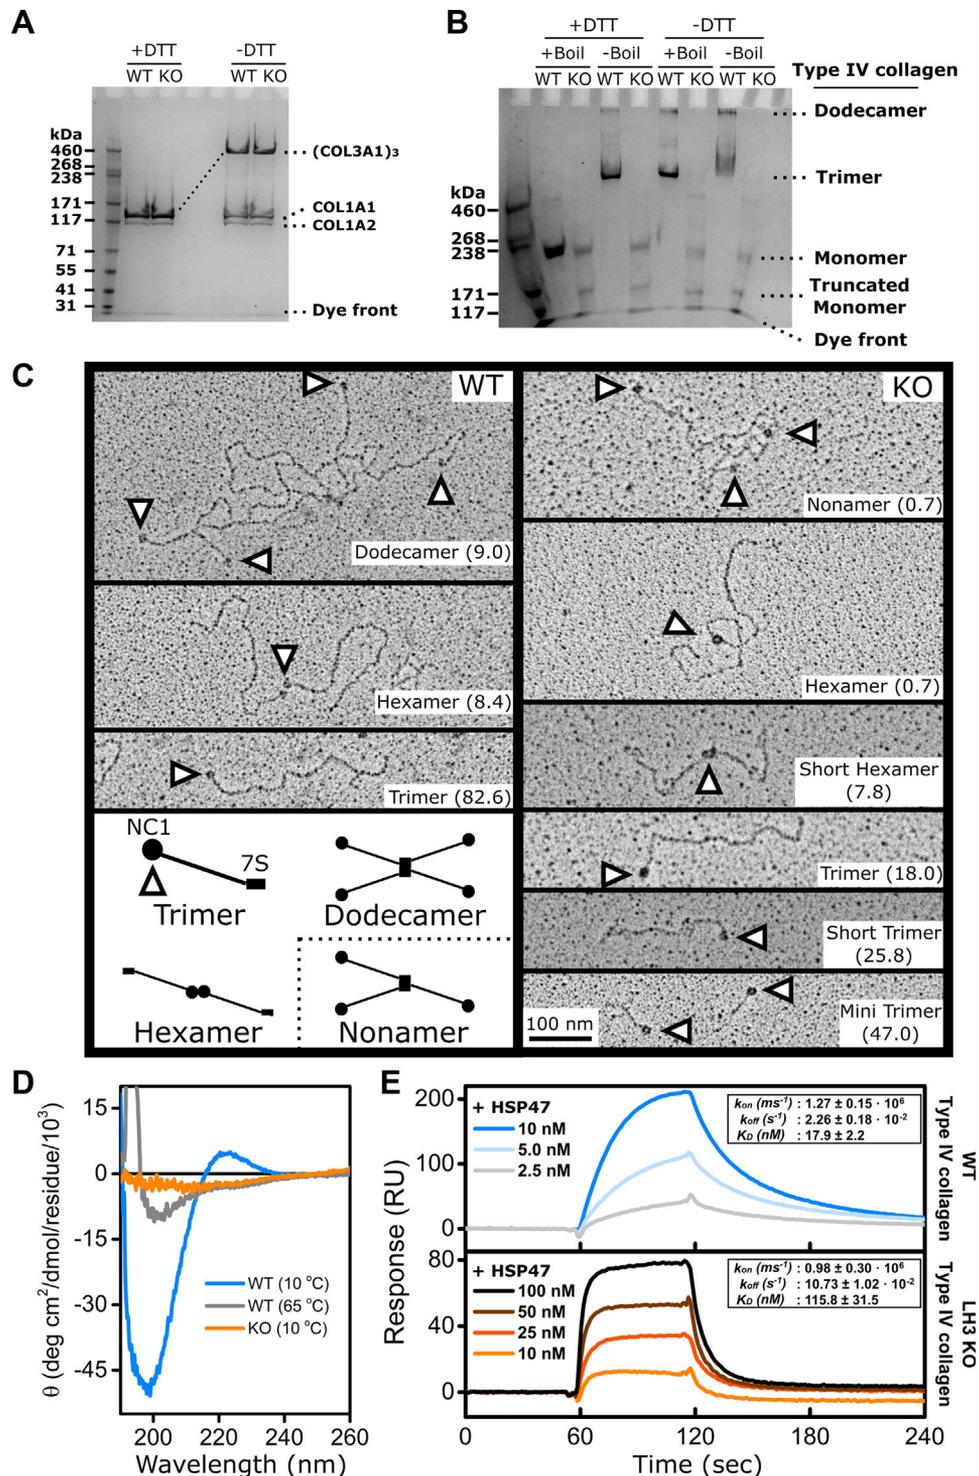 A
+DTT -DTT
WT KO WT KO
kDa
460
268
238
171
117
71
55
41
31
(COL3A1)₃
COL1A1
COL1A2
Dye front
B
+DTT -DTT
+Boil -Boil +Boil -Boil
WT KO WT KO WT KO WT KO
Type IV collagen
kDa
460
268
238
171
117
Dodecamer
Trimer
Monomer
Truncated
Monomer
Dye front
C
WT
Dodecamer (9.0)
Hexamer (8.4)
Trimer (82.6)
NC1
7S
Trimer
Dodecamer
Hexamer
Nonamer
KO
Nonamer (0.7)
Hexamer (0.7)
Short Hexamer
(7.8)
Trimer (18.0)
Short Trimer
(25.8)
Mini Trimer
(47.0)
100 nm
D
θ (deg cm²/dmol/residue/10³)
15
0
-15
-30
-45
WT (10 °C)
WT (65 °C)
KO (10 °C)
200 220 240 260
Wavelength (nm)
E
Response (RU)
200
100
0
+ HSP47
10 nM
5.0 nM
2.5 nM
kon (ms-1) : 1.27 ± 0.15 · 10⁶
koff (s-1) : 2.26 ± 0.18 · 10-2
KD (nM) : 17.9 ± 2.2
WT
Type IV collagen
80
40
0
+ HSP47
100 nM
50 nM
25 nM
10 nM
kon (ms-1) : 0.98 ± 0.30 · 10⁶
koff (s-1) : 10.73 ± 1.02 · 10-2
KD (nM) : 115.8 ± 31.5
LH3 KO
Type IV collagen
0 60 120 180 240
Time (sec)